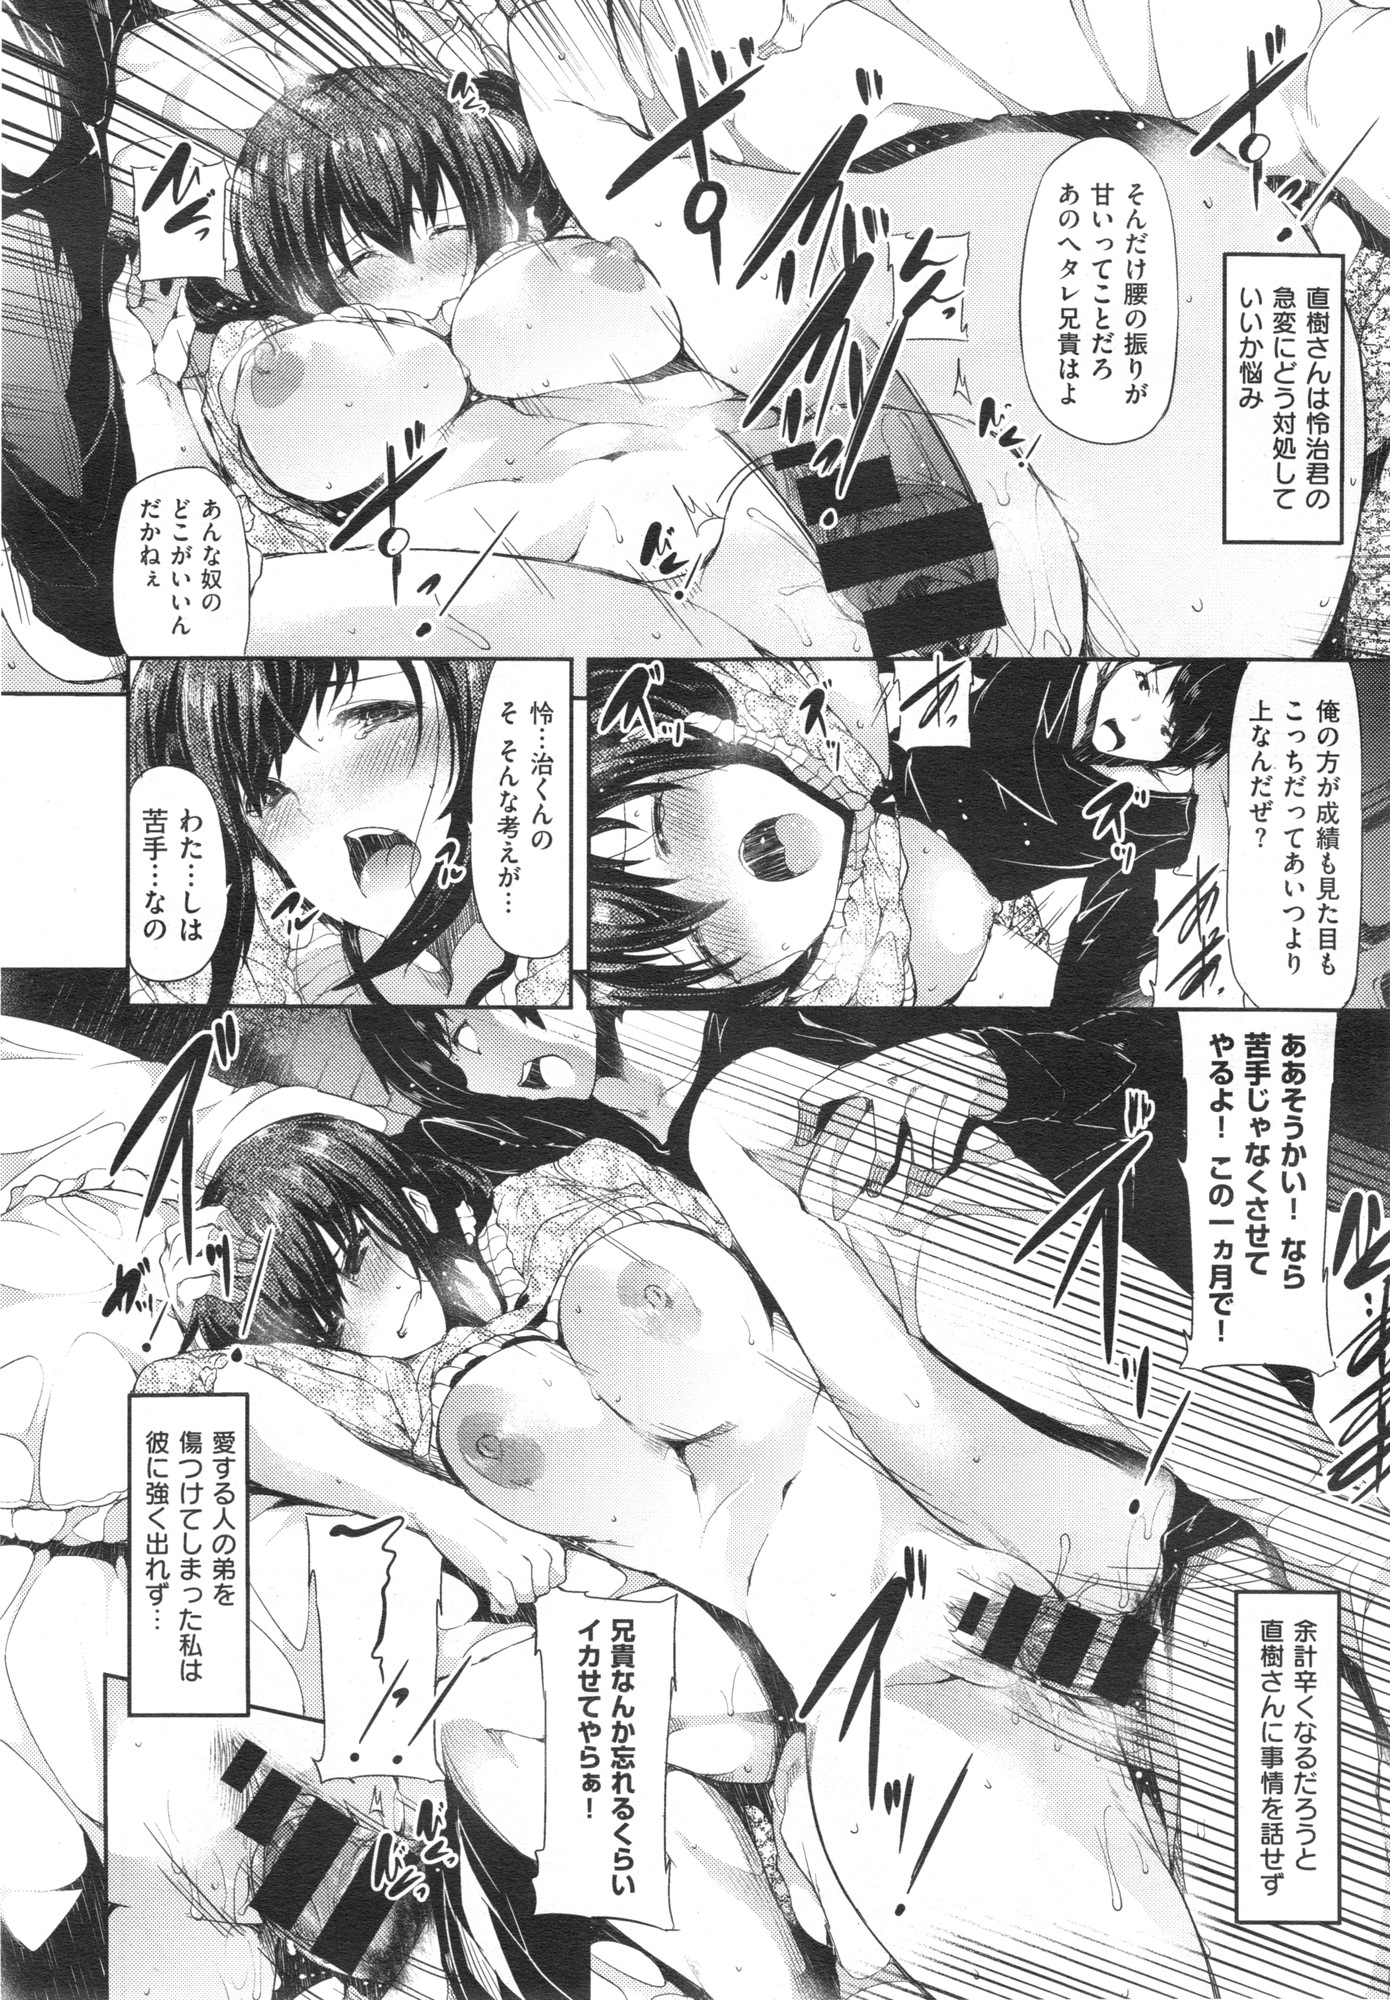 直樹さんは怜治君の
急変にどう対処して
いいか悩み
そんだけ腰の振りが
甘いってことだろ
あのヘタレ兄貴はよ
あんな奴の
どこがいいん
だかねぇ
俺の方が成績も見た目も
こっちだってあいつより
上なんだぜ？
怜…治くんの
そ そんな考えが…
わた…しは
苦手…なの
ああそうかい！なら
苦手じゃなくさせて
やるよ！この一ヵ月で！
余計辛くなるだろうと
直樹さんに事情を話せず
兄貴なんか忘れるくらい
イカせてやらぁ！
愛する人の弟を
傷つけてしまった私は
彼に強く出れず…